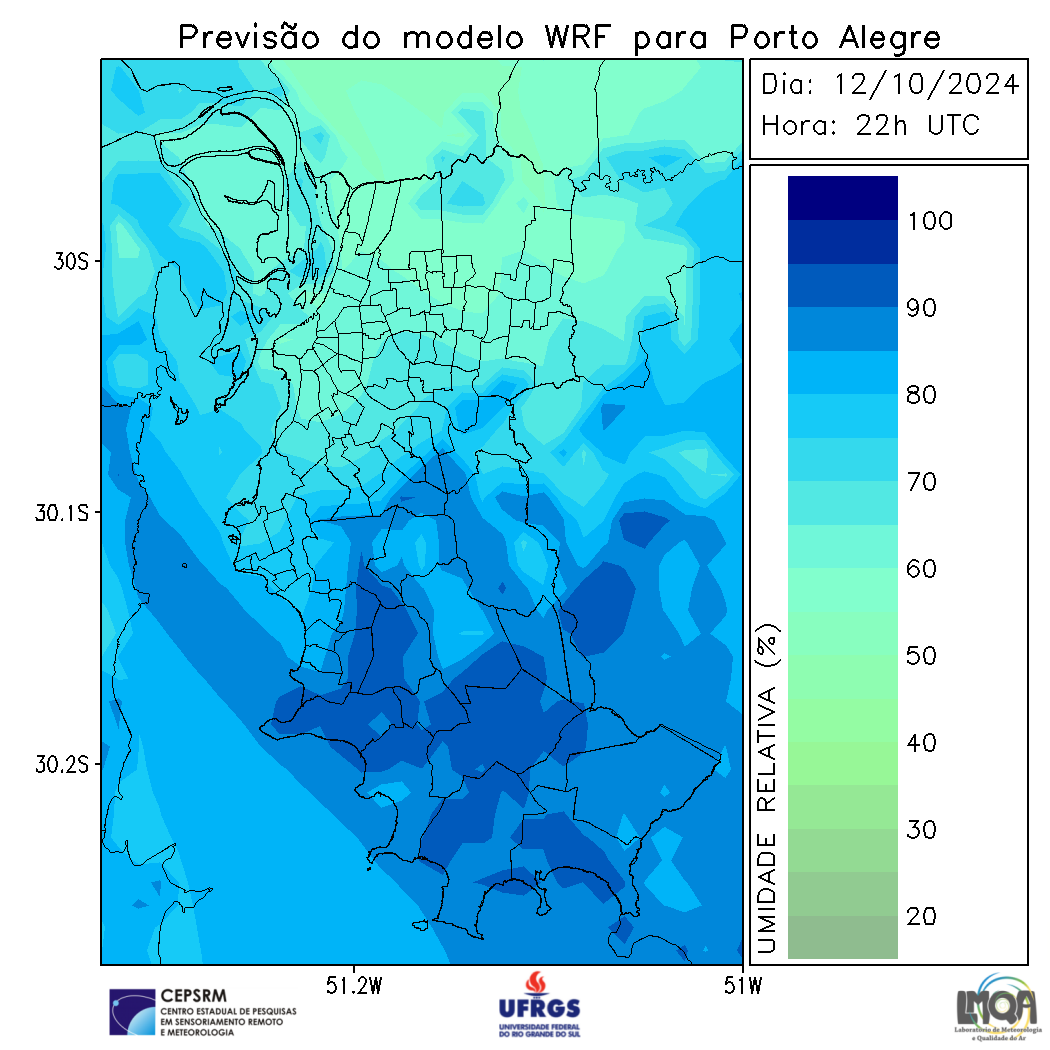 Previsão do modelo WRF para Porto Alegre
Dia: 12/10/2024
Hora: 22h UTC
30S
30.1S
30.2S
51.2W
51W
UMIDADE RELATIVA (%)
100
90
80
70
60
50
40
30
20
CEPSRM
CENTRO ESTADUAL DE PESQUISAS
EM SENSORIAMENTO REMOTO
E METEOROLOGIA
UFRGS
UNIVERSIDADE FEDERAL
DO RIO GRANDE DO SUL
LMQA
Laboratório de Meteorologia
e Qualidade do Ar